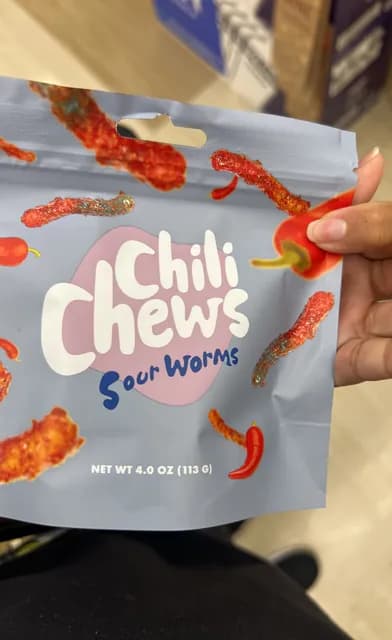 Chili
Chews
Sour Worms
NET WT 4.0 OZ (113 G)